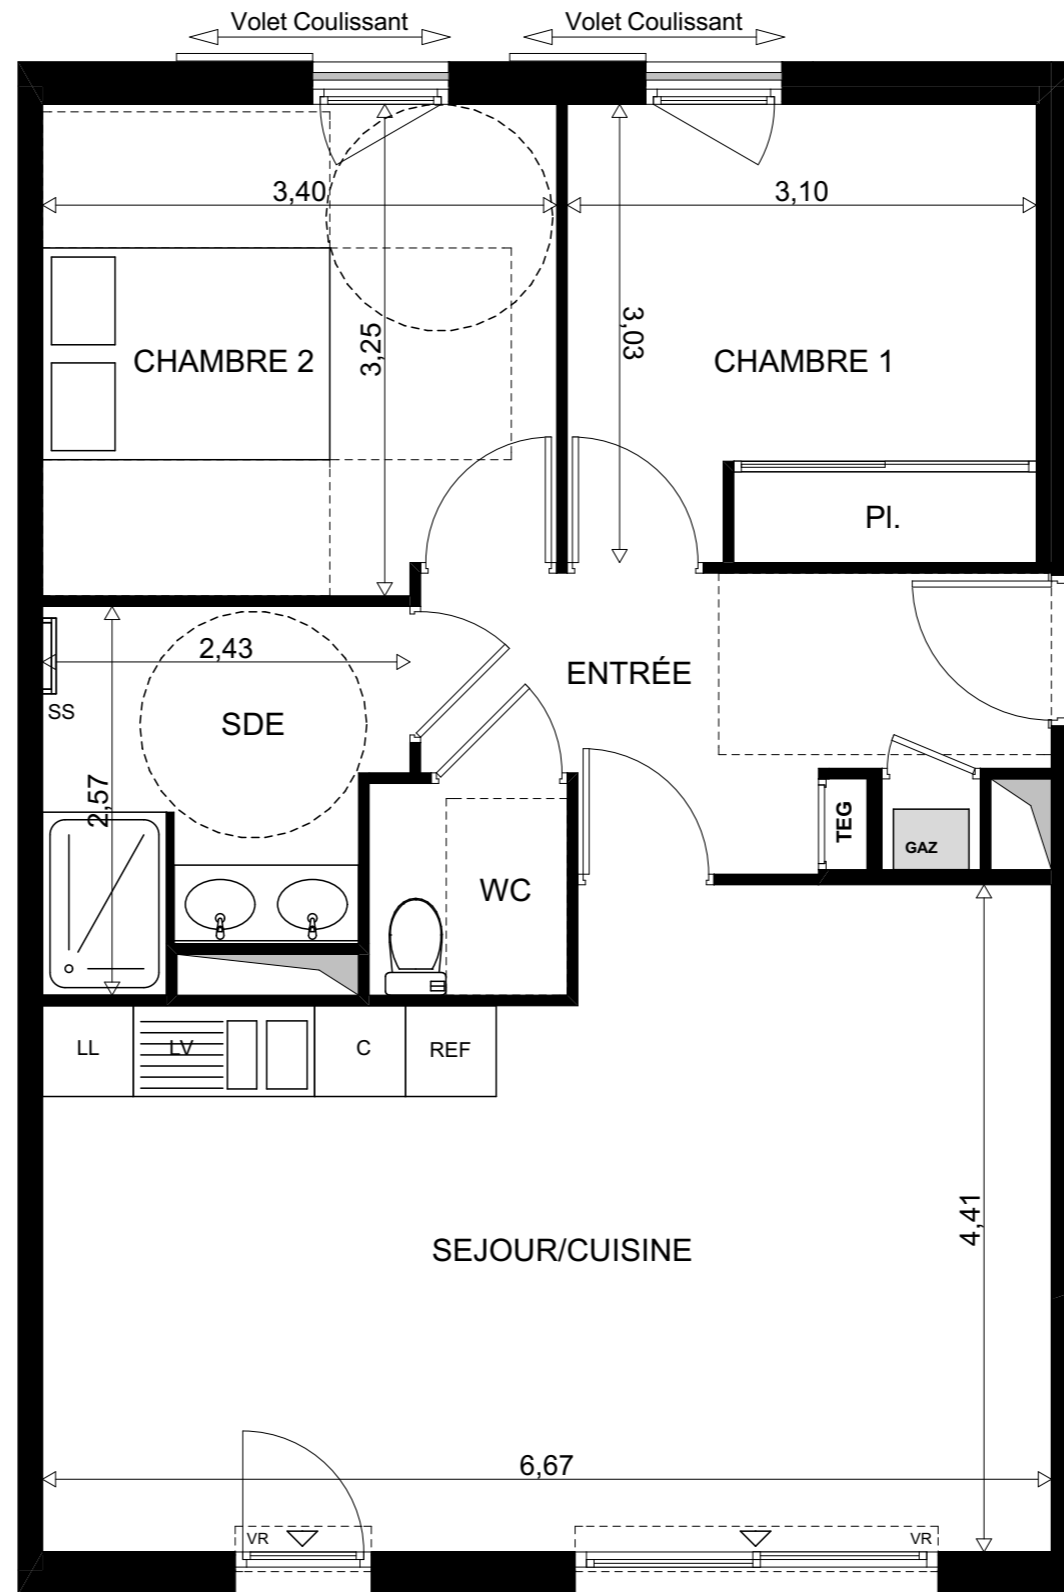 Volet Coulissant
Volet Coulissant
3,40
3,10
3,25
3,03
CHAMBRE 2
CHAMBRE 1
Pl.
2,43
ENTRÉE
SS
SDE
2,57
TEG
GAZ
WC
LL
LV
C
REF
4,41
SEJOUR/CUISINE
6,67
VR
VR